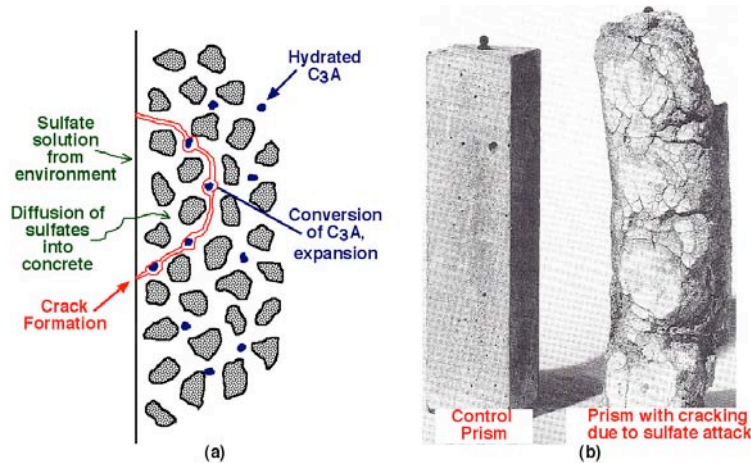 Hydrated
C3A
Sulfate
solution
from
environment
Diffusion of
sulfates
into
concrete
Conversion
of C3A,
expansion
Crack
Formation
(a)
Control
Prism
Prism with cracking
due to sulfate attack
(b)